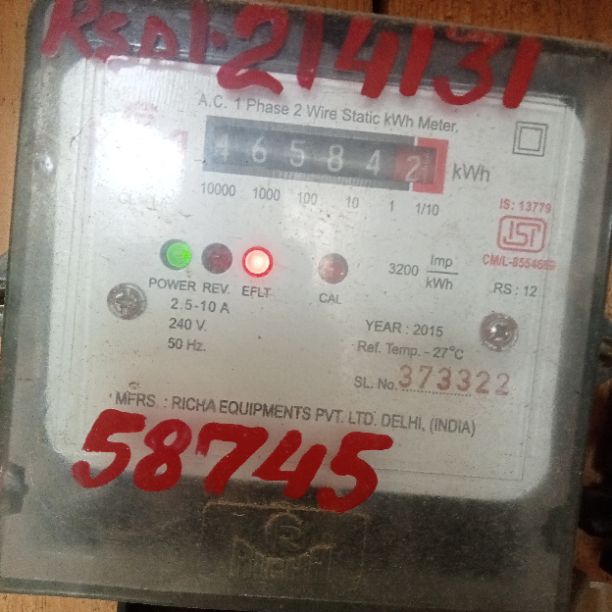 RSD1-214131
A.C. 1 Phase 2 Wire Static kWh Meter.
4 6 5 8 4 2 kWh
10000 1000 100 10 1 1/10
IS: 13779
ISI
POWER REV. EFLT CAL
3200 Imp/kWh
RS : 12
2.5-10 A
240 V.
50 Hz.
YEAR : 2015
Ref. Temp. - 27°C
SL. No. 373322
MFRS. : RICHA EQUIPMENTS PVT. LTD. DELHI, (INDIA)
58745